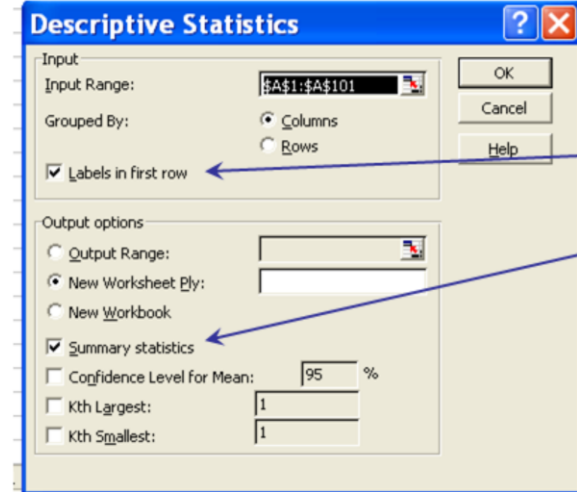 Descriptive Statistics
Input
Input Range: $A$1:$A$101
Grouped By: Columns
Rows
Labels in first row
OK
Cancel
Help
Output options
Output Range:
New Worksheet Ply:
New Workbook
Summary statistics
Confidence Level for Mean: 95 %
Kth Largest: 1
Kth Smallest: 1